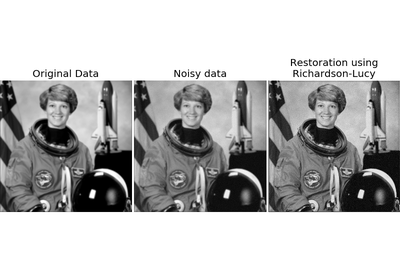 Original Data
Noisy data
Restoration using
Richardson-Lucy